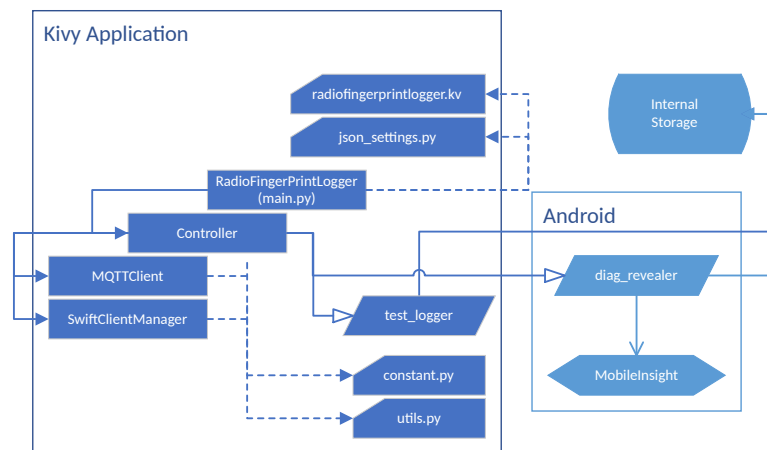 Kivy Application
radiofingerprintlogger.kv
Internal
Storage
json_settings.py
RadioFingerPrintLogger
(main.py)
Android
Controller
MQTTClient
diag_revealer
SwiftClientManager
test_logger
constant.py
MobileInsight
utils.py